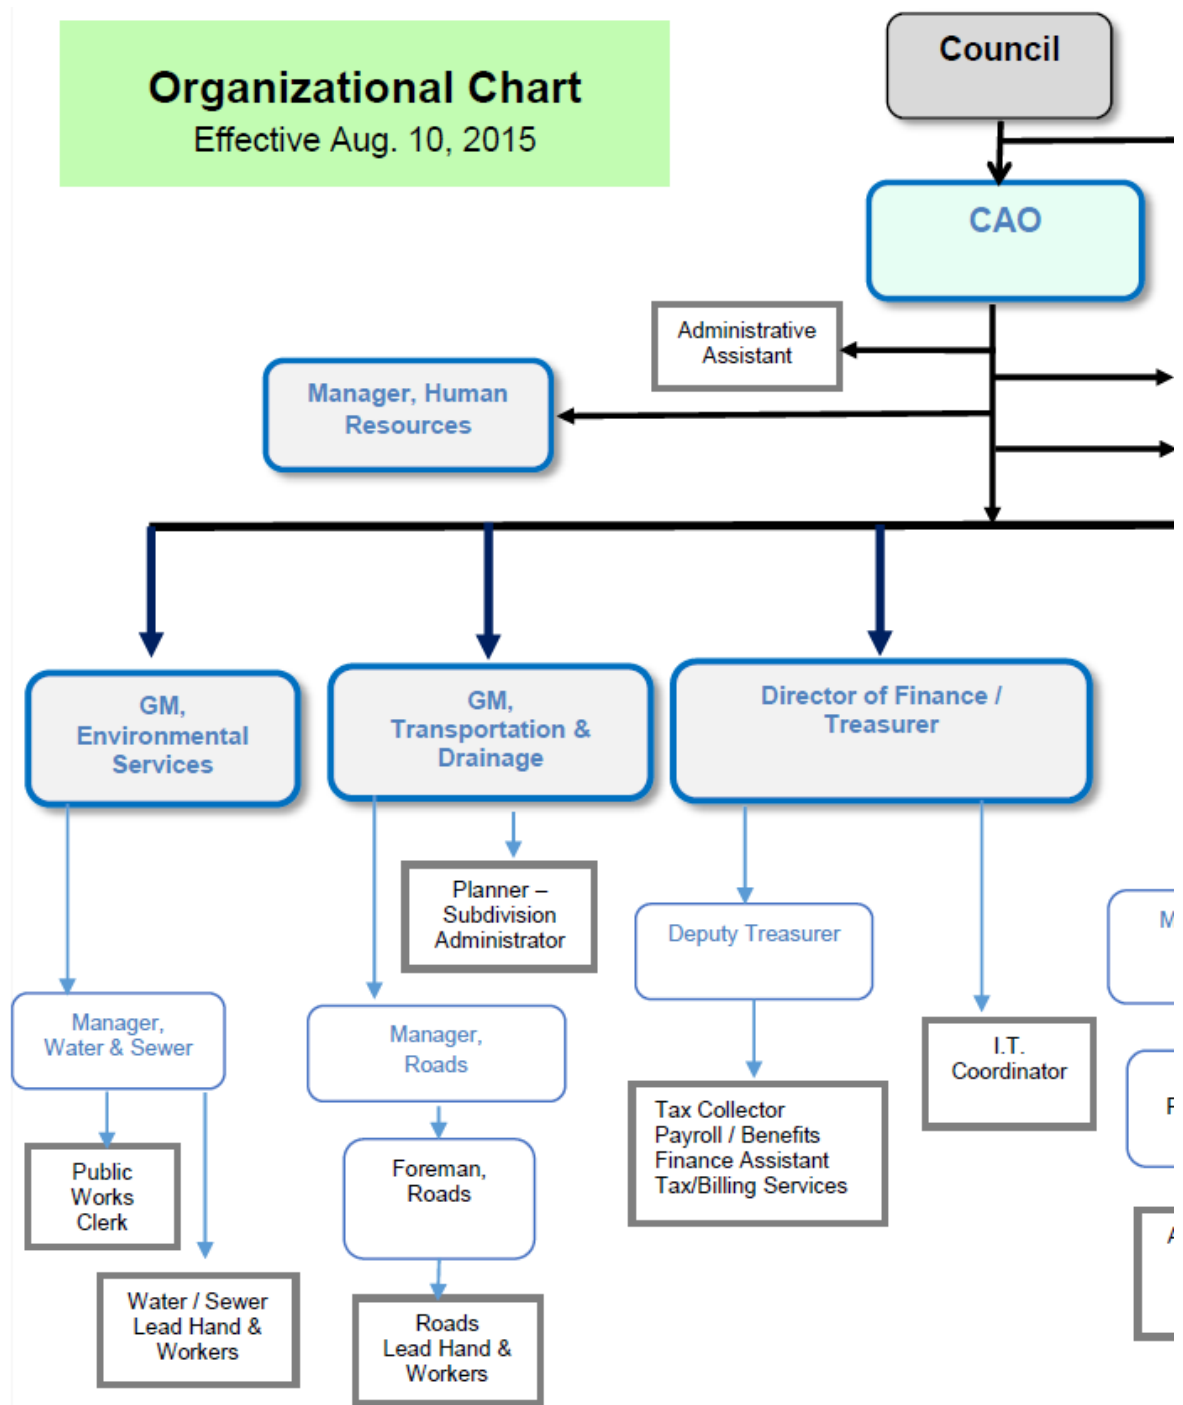 Organizational Chart
Effective Aug. 10, 2015
Council
CAO
Administrative
Assistant
Manager, Human
Resources
GM,
Environmental
Services
GM,
Transportation &
Drainage
Director of Finance /
Treasurer
Planner –
Subdivision
Administrator
Deputy Treasurer
Manager,
Water & Sewer
Manager,
Roads
I.T.
Coordinator
Tax Collector
Payroll / Benefits
Finance Assistant
Tax/Billing Services
Public
Works
Clerk
Foreman,
Roads
Water / Sewer
Lead Hand &
Workers
Roads
Lead Hand &
Workers